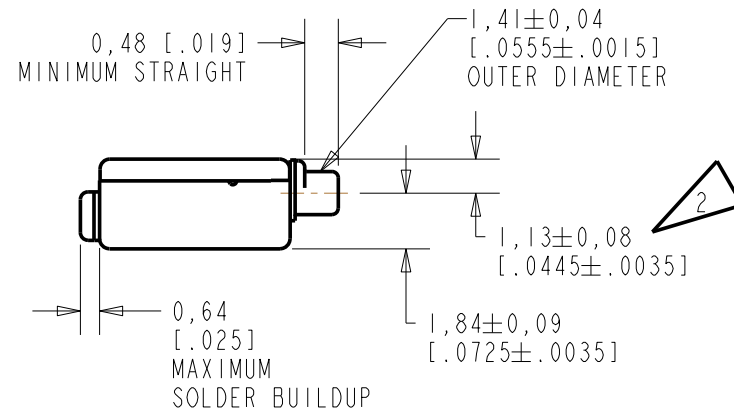 0,48 [.019]
MINIMUM STRAIGHT
1,41±0,04
[.0555±.0015]
OUTER DIAMETER
2
1,13±0,08
[.0445±.0035]
1,84±0,09
[.0725±.0035]
0,64
[.025]
MAXIMUM
SOLDER BUILDUP